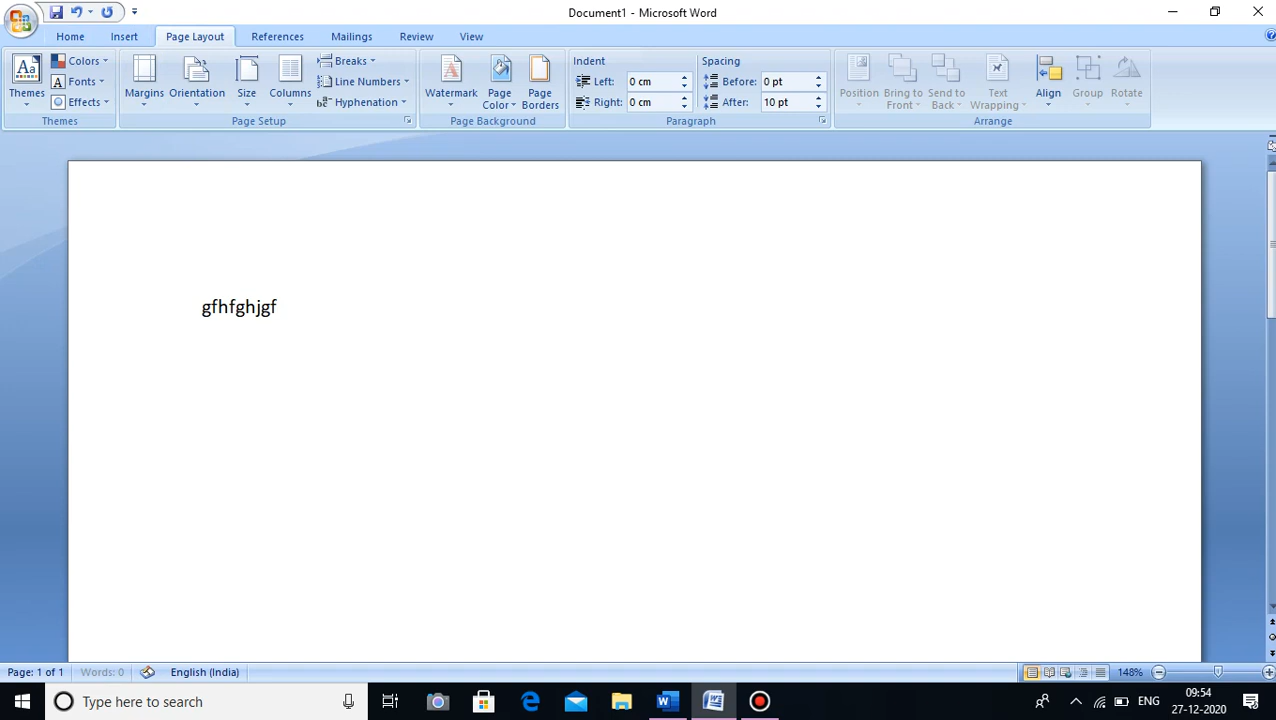 Document1 - Microsoft Word
Home Insert Page Layout References Mailings Review View
Themes
Colors
Fonts
Effects
Themes
Margins
Orientation
Size
Columns
Breaks
Line Numbers
Hyphenation
Page Setup
Watermark
Page Color
Page Borders
Page Background
Indent
Left: 0 cm
Right: 0 cm
Spacing
Before: 0 pt
After: 10 pt
Paragraph
Position
Bring to Front
Send to Back
Text Wrapping
Align
Group
Rotate
Arrange
gfhfghjgf
Page: 1 of 1 Words: 0 English (India) 148%
Type here to search
ENG
09:54
27-12-2020